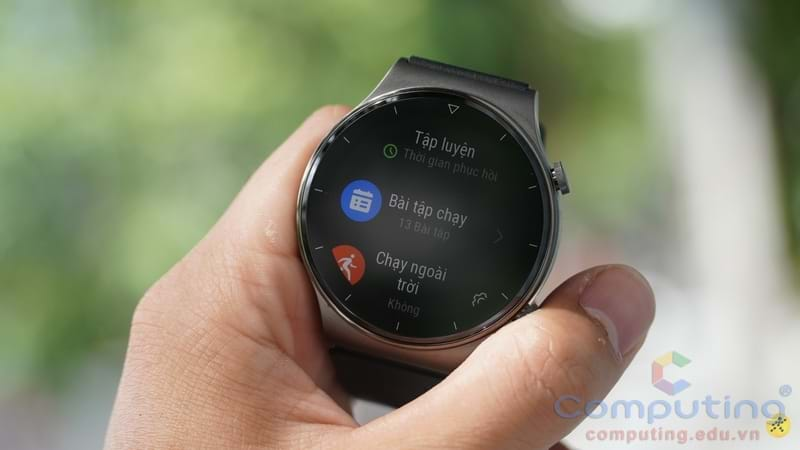 Tập luyện
Thời gian phục hồi
Bài tập chạy
13 Bài tập
Chạy ngoài
trời
Không
Computing®
computing.edu.vn